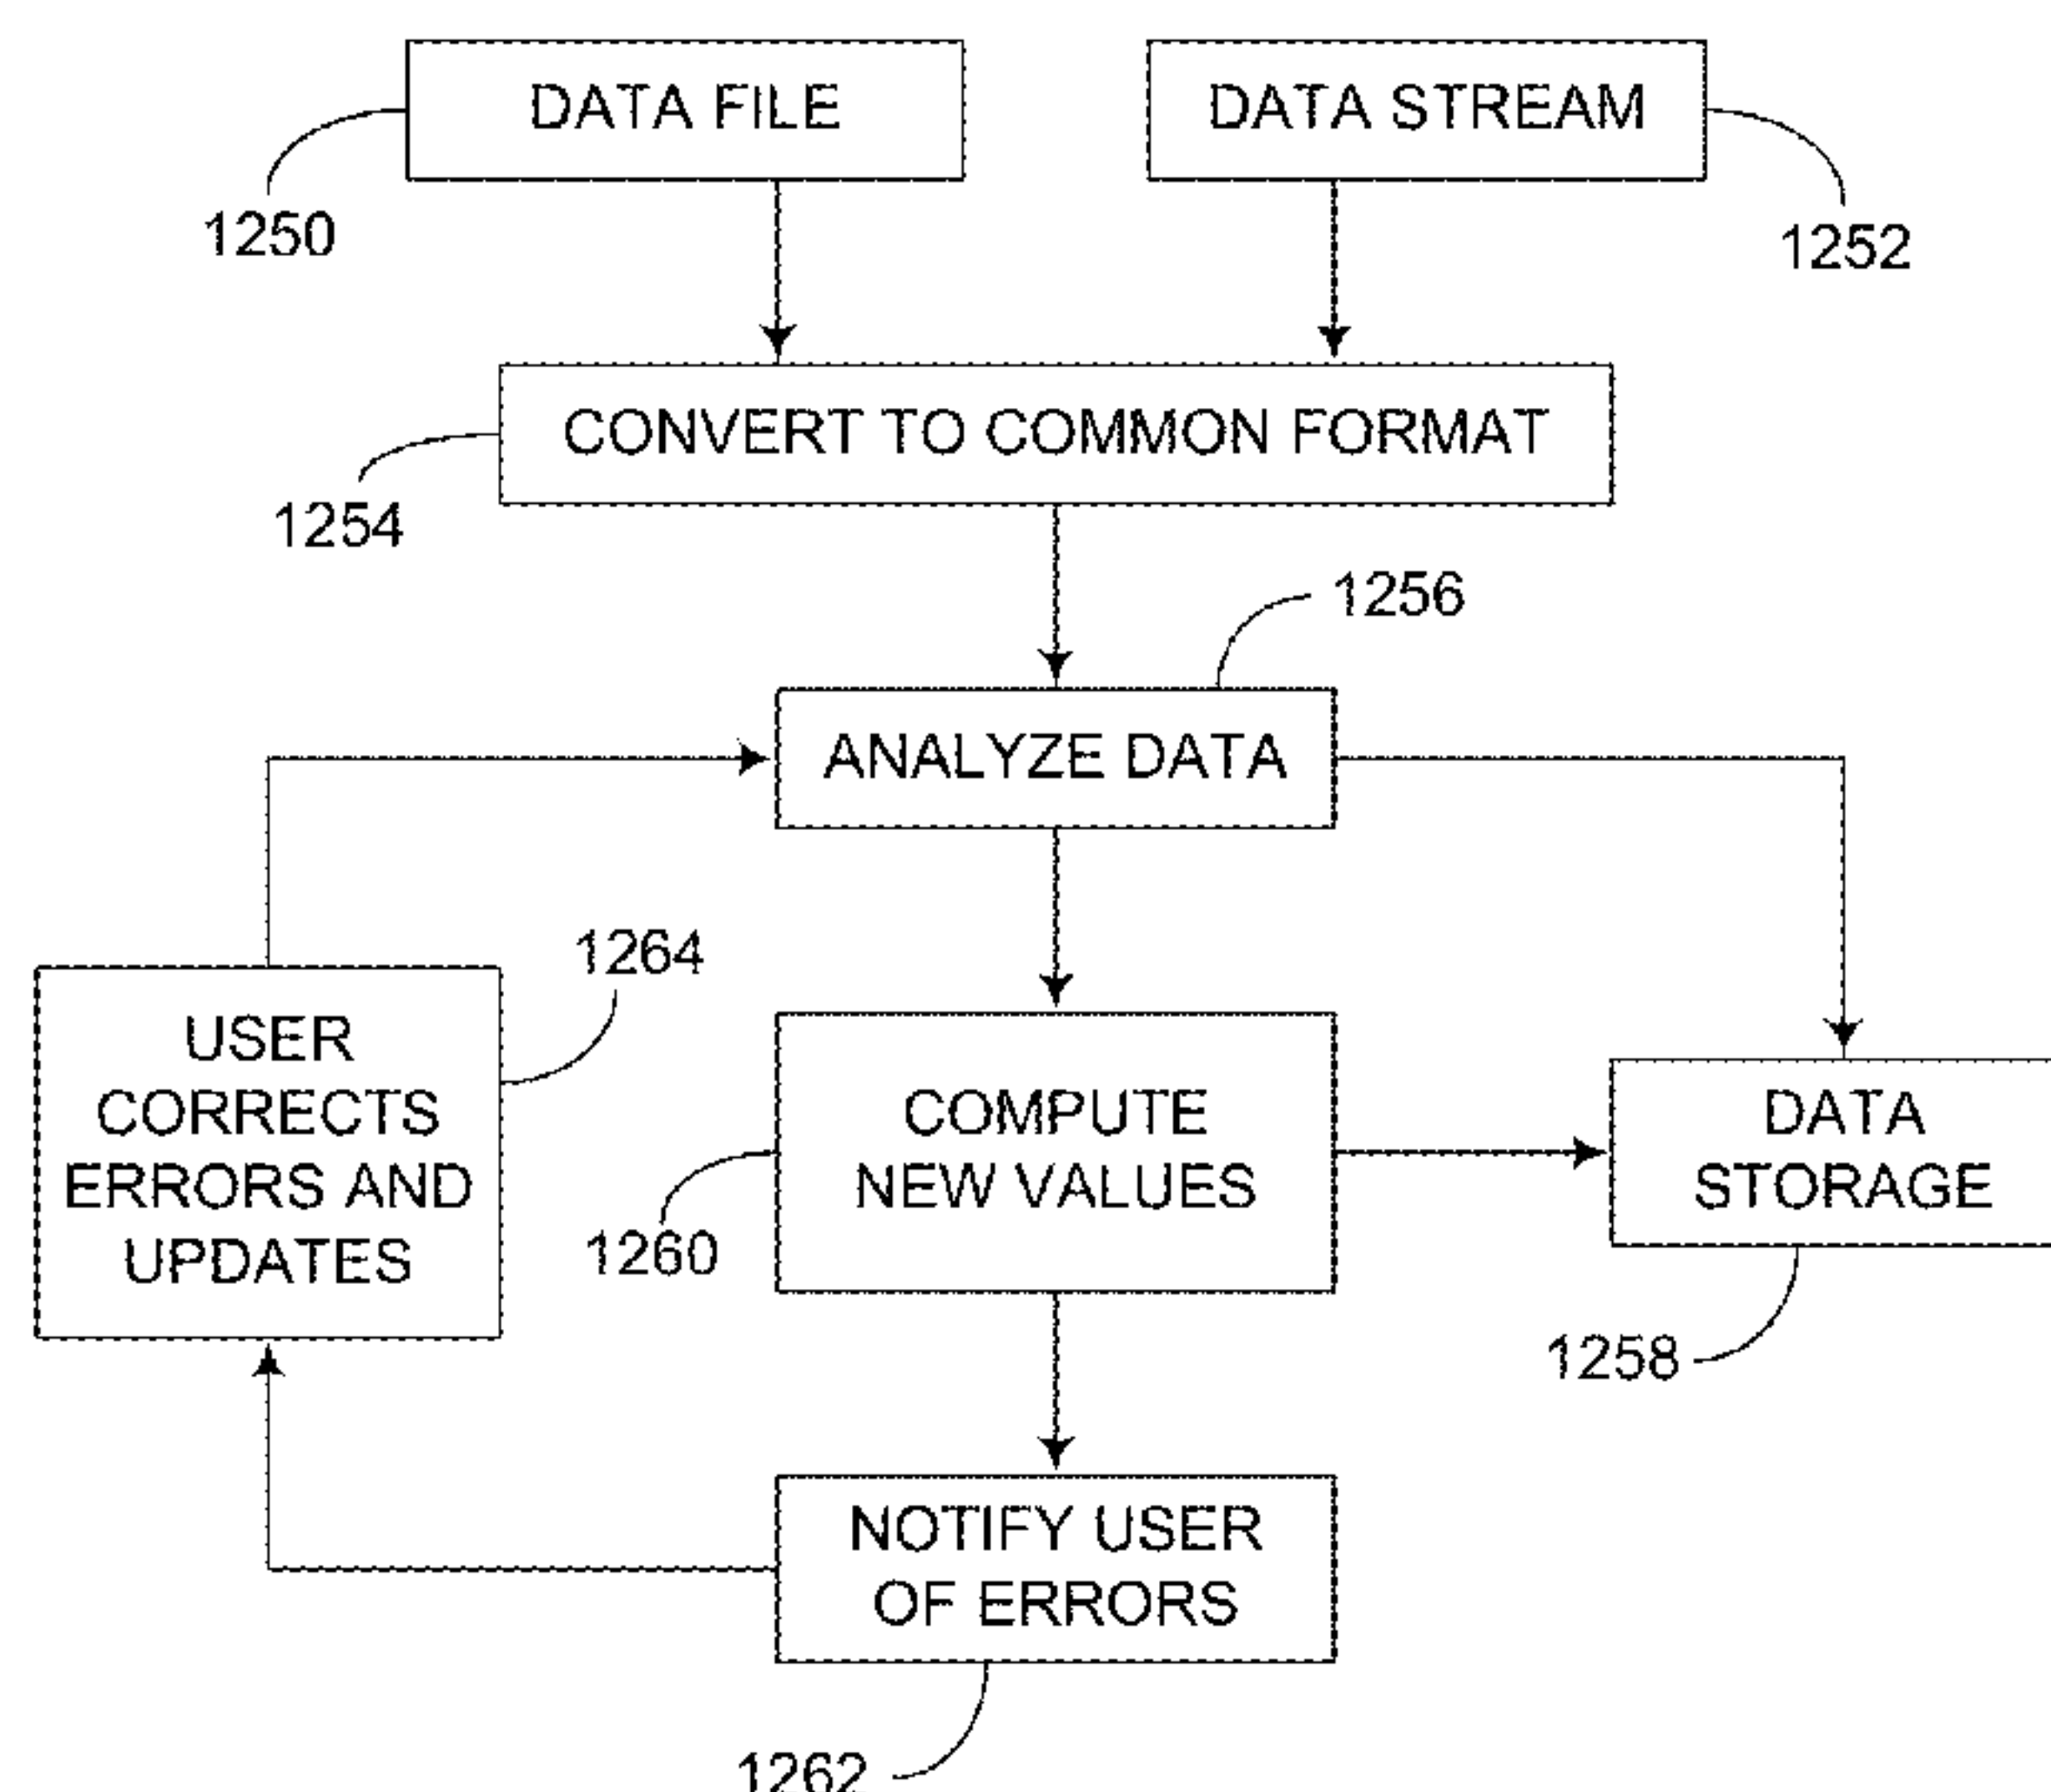 DATA FILE
DATA STREAM
1250
1252
CONVERT TO COMMON FORMAT
1254
1256
ANALYZE DATA
1264
USER
CORRECTS
ERRORS AND
UPDATES
COMPUTE
NEW VALUES
1260
DATA
STORAGE
1258
NOTIFY USER
OF ERRORS
1262